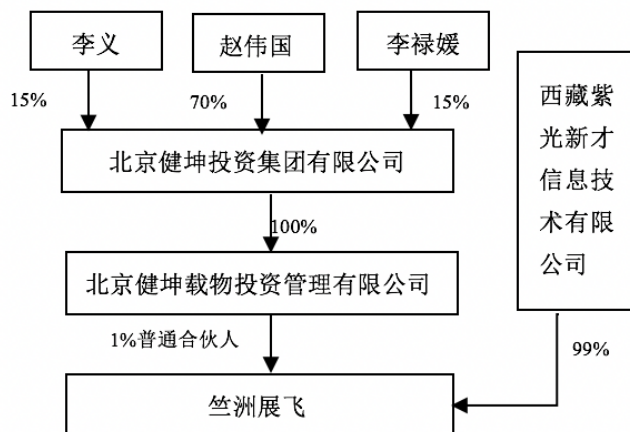 李义
赵伟国
李禄媛
15%
70%
15%
西藏紫
光新才
信息技
术有限
公司
北京健坤投资集团有限公司
100%
北京健坤载物投资管理有限公司
1%普通合伙人
99%
竺洲展飞